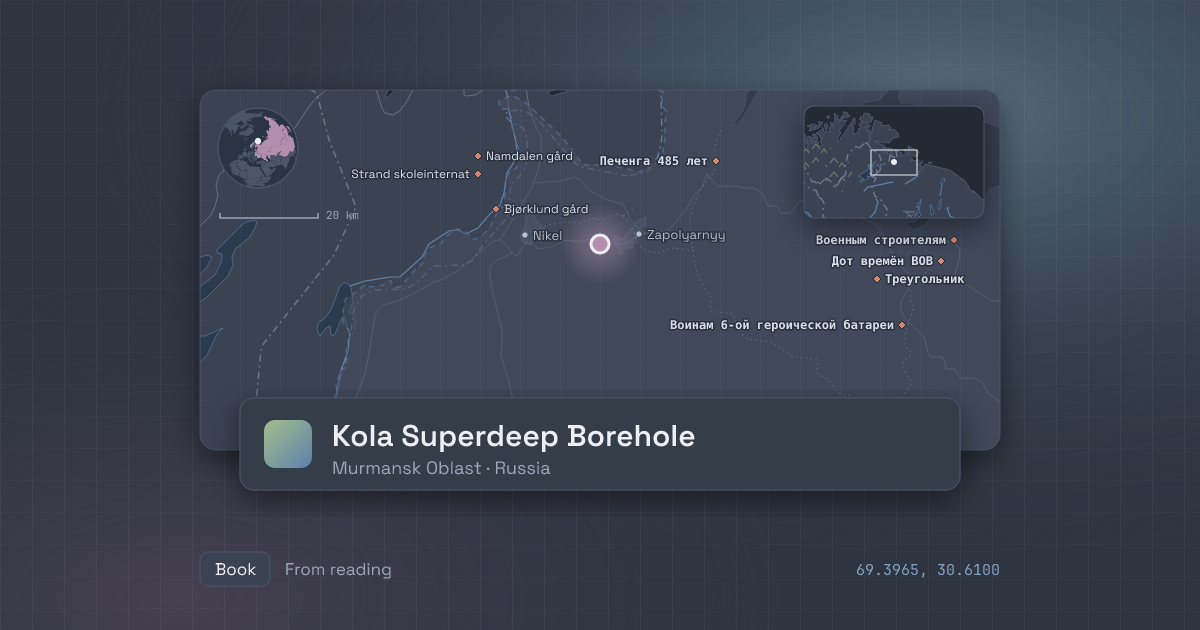 Namdalen gård
Печенга 485 лет
Strand skoleinternat
Bjørklund gård
20 km
Nikel
Zapolyarnyy
Военным строителям
Дот времён ВОВ
Треугольник
Воинам 6-ой героической батареи
Kola Superdeep Borehole
Murmansk Oblast · Russia
Book
From reading
69.3965, 30.6100